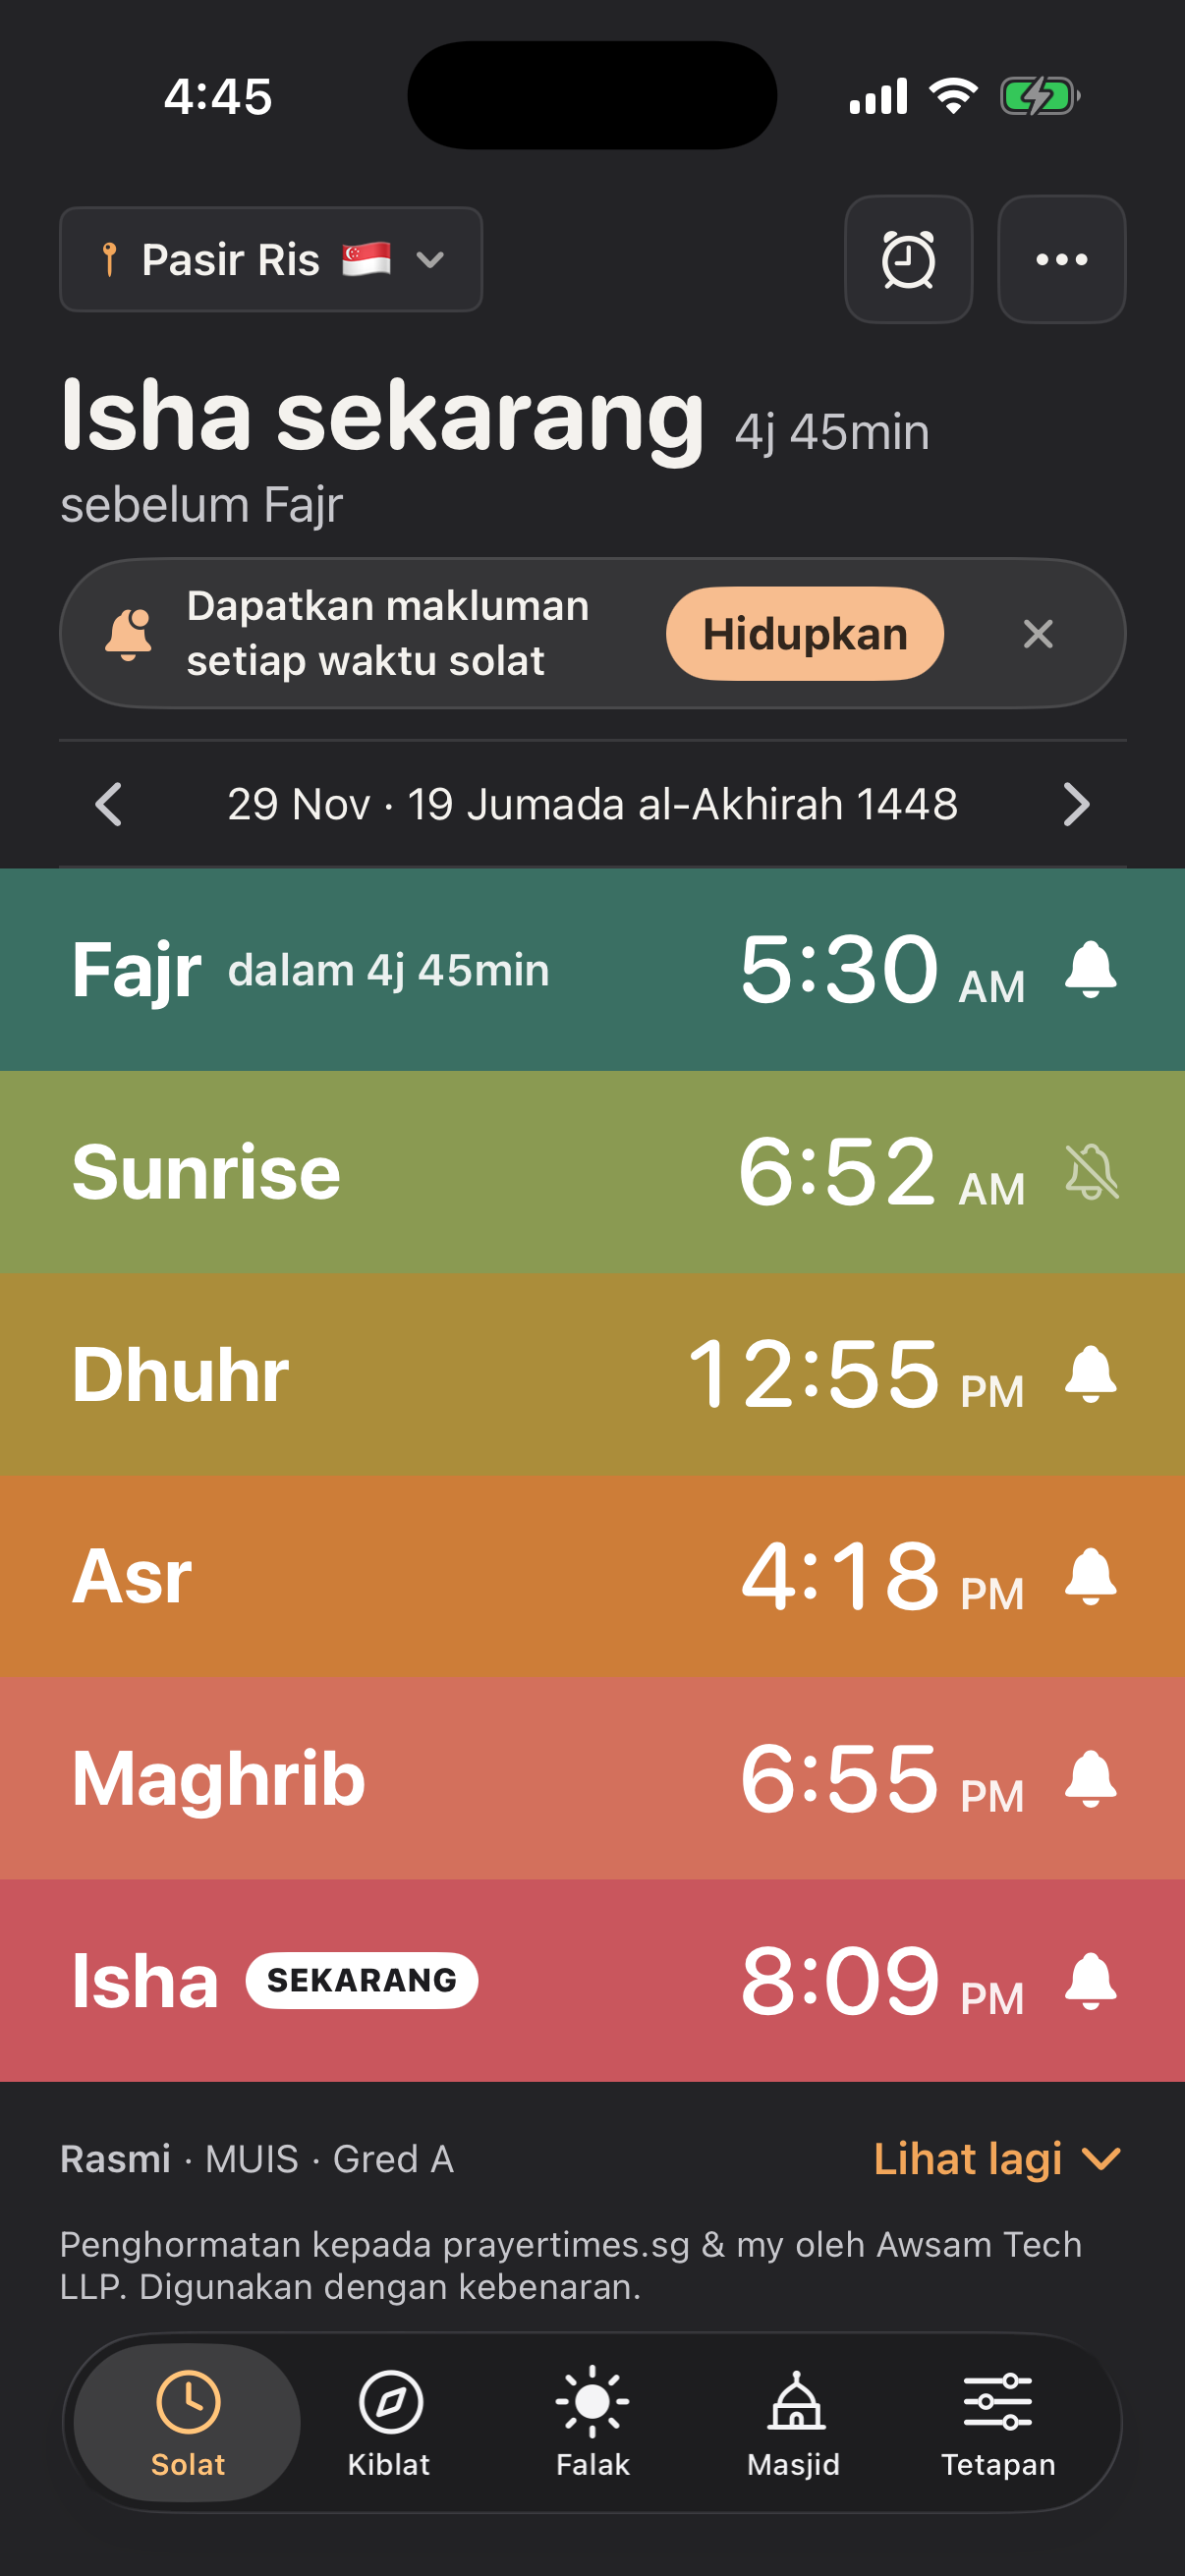 4:45
Pasir Ris 🇸🇬
Isha sekarang 4j 45min
sebelum Fajr
Dapatkan makluman
setiap waktu solat
Hidupkan
29 Nov · 19 Jumada al-Akhirah 1448
Fajr dalam 4j 45min 5:30 AM
Sunrise 6:52 AM
Dhuhr 12:55 PM
Asr 4:18 PM
Maghrib 6:55 PM
Isha SEKARANG 8:09 PM
Rasmi · MUIS · Gred A
Lihat lagi
Penghormatan kepada prayertimes.sg & my oleh Awsam Tech
LLP. Digunakan dengan kebenaran.
Solat Kiblat Falak Masjid Tetapan